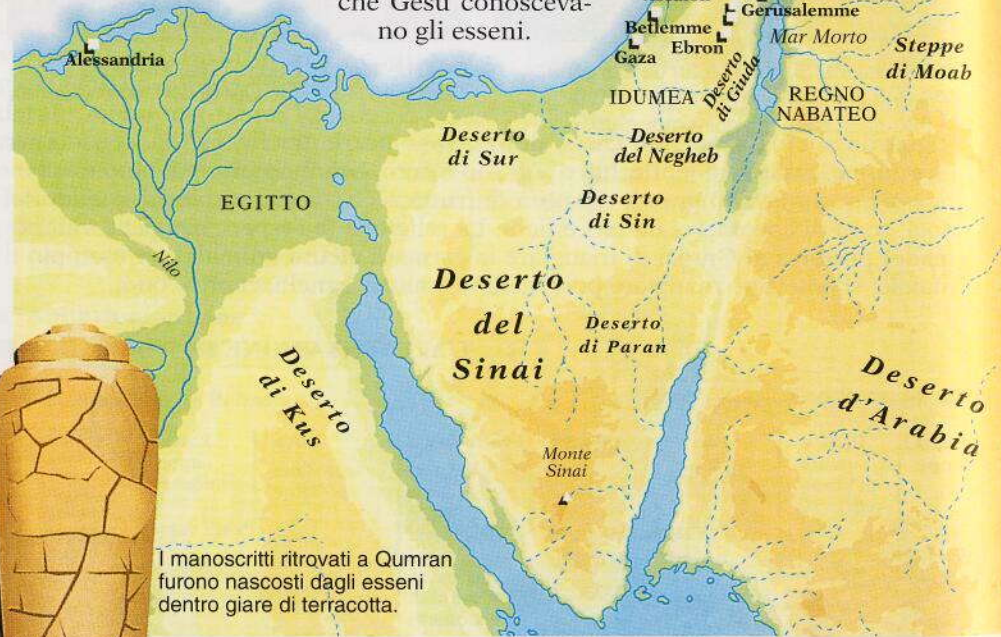 che Gesù conosceva-
no gli esseni.
Alessandria
Gerusalemme
Betlemme
Ebron
Gaza
Mar Morto
Steppe
di Moab
IDUMEA
Deserto
di Giuda
REGNO
NABATEO
Deserto
di Sur
Deserto
del Negheb
EGITTO
Deserto
di Sin
Nilo
Deserto
del
Sinai
Deserto
di Paran
Deserto
di Kus
Deserto
d'Arabia
Monte
Sinai
I manoscritti ritrovati a Qumran
furono nascosti dagli esseni
dentro giare di terracotta.